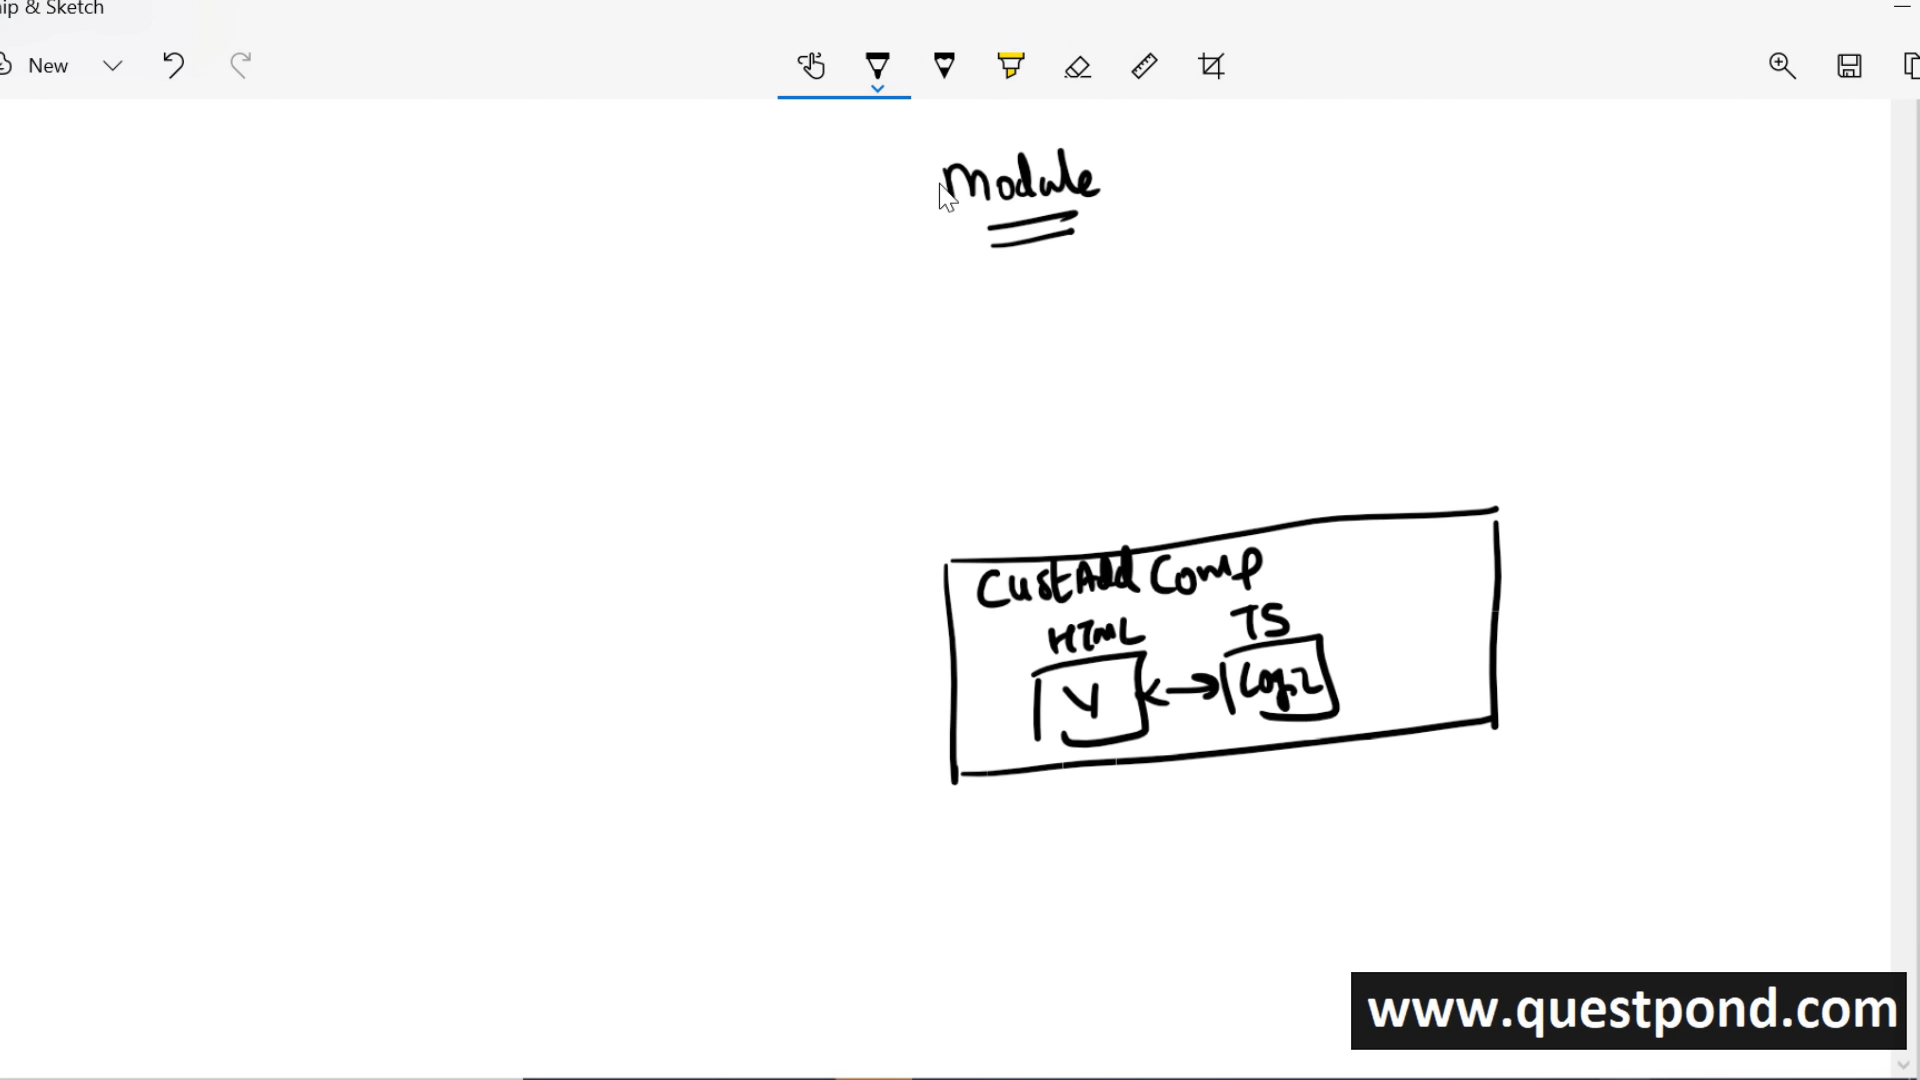 ip & Sketch
New
Module
CustAdd Comp
HTML TS
V
www.questpond.com